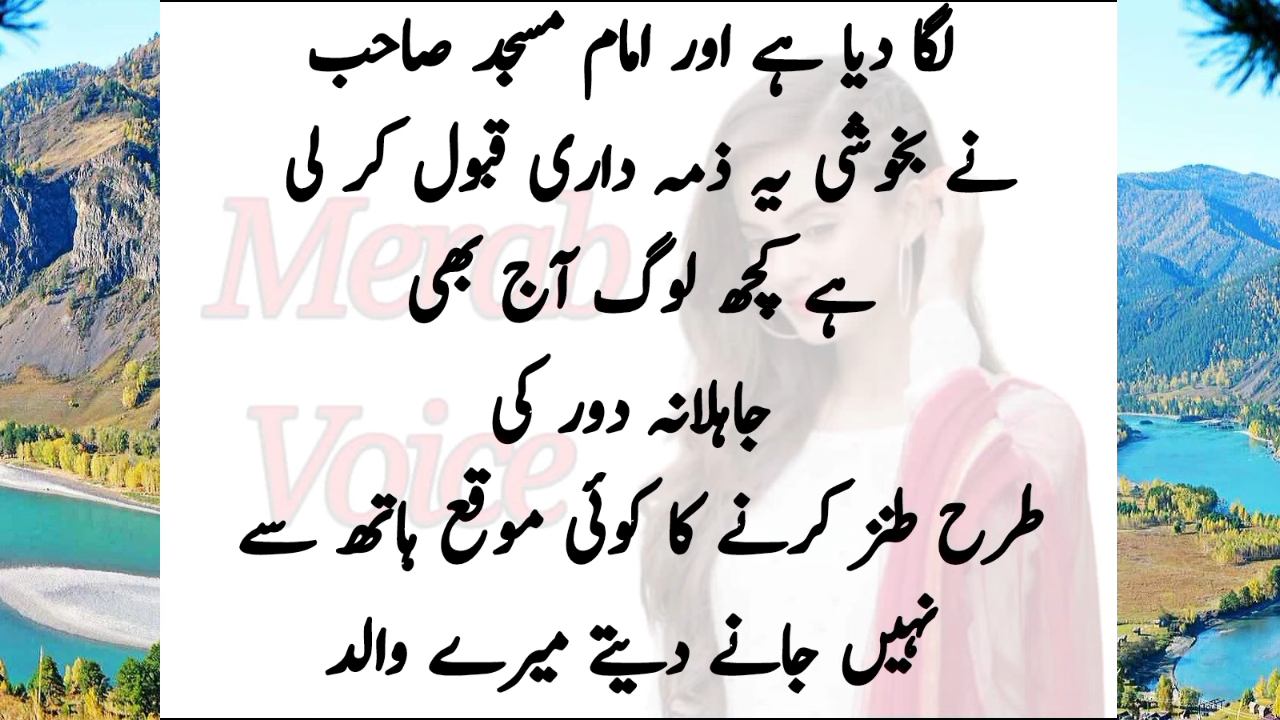 لگا دیا ہے اور امام مسجد صاحب
نے بخوشی یہ ذمہ داری قبول کر لی
ہے کچھ لوگ آج بھی
جاہلانہ دور کی
طرح طنز کرنے کا کوئی موقع ہاتھ سے
نہیں جانے دیتے میرے والد
Merab
Voice